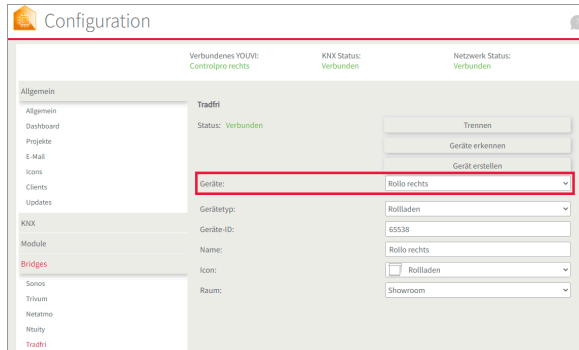 Configuration
Verbundenes YOUVI: KNX Status: Netzwerk Status:
Controlpro rechts Verbunden Verbunden
Allgemein
Allgemein
Dashboard
Projekte
E-Mail
Icons
Clients
Updates
KNX
Module
Bridges
Sonos
Trivum
Netatmo
Ntuity
Tradfri
Tradfri
Status: Verbunden Trennen
Geräte erkennen
Gerät erstellen
Geräte: Rollo rechts
Gerätetyp: Rollladen
Geräte-ID: 65538
Name: Rollo rechts
Icon: Rollladen
Raum: Showroom